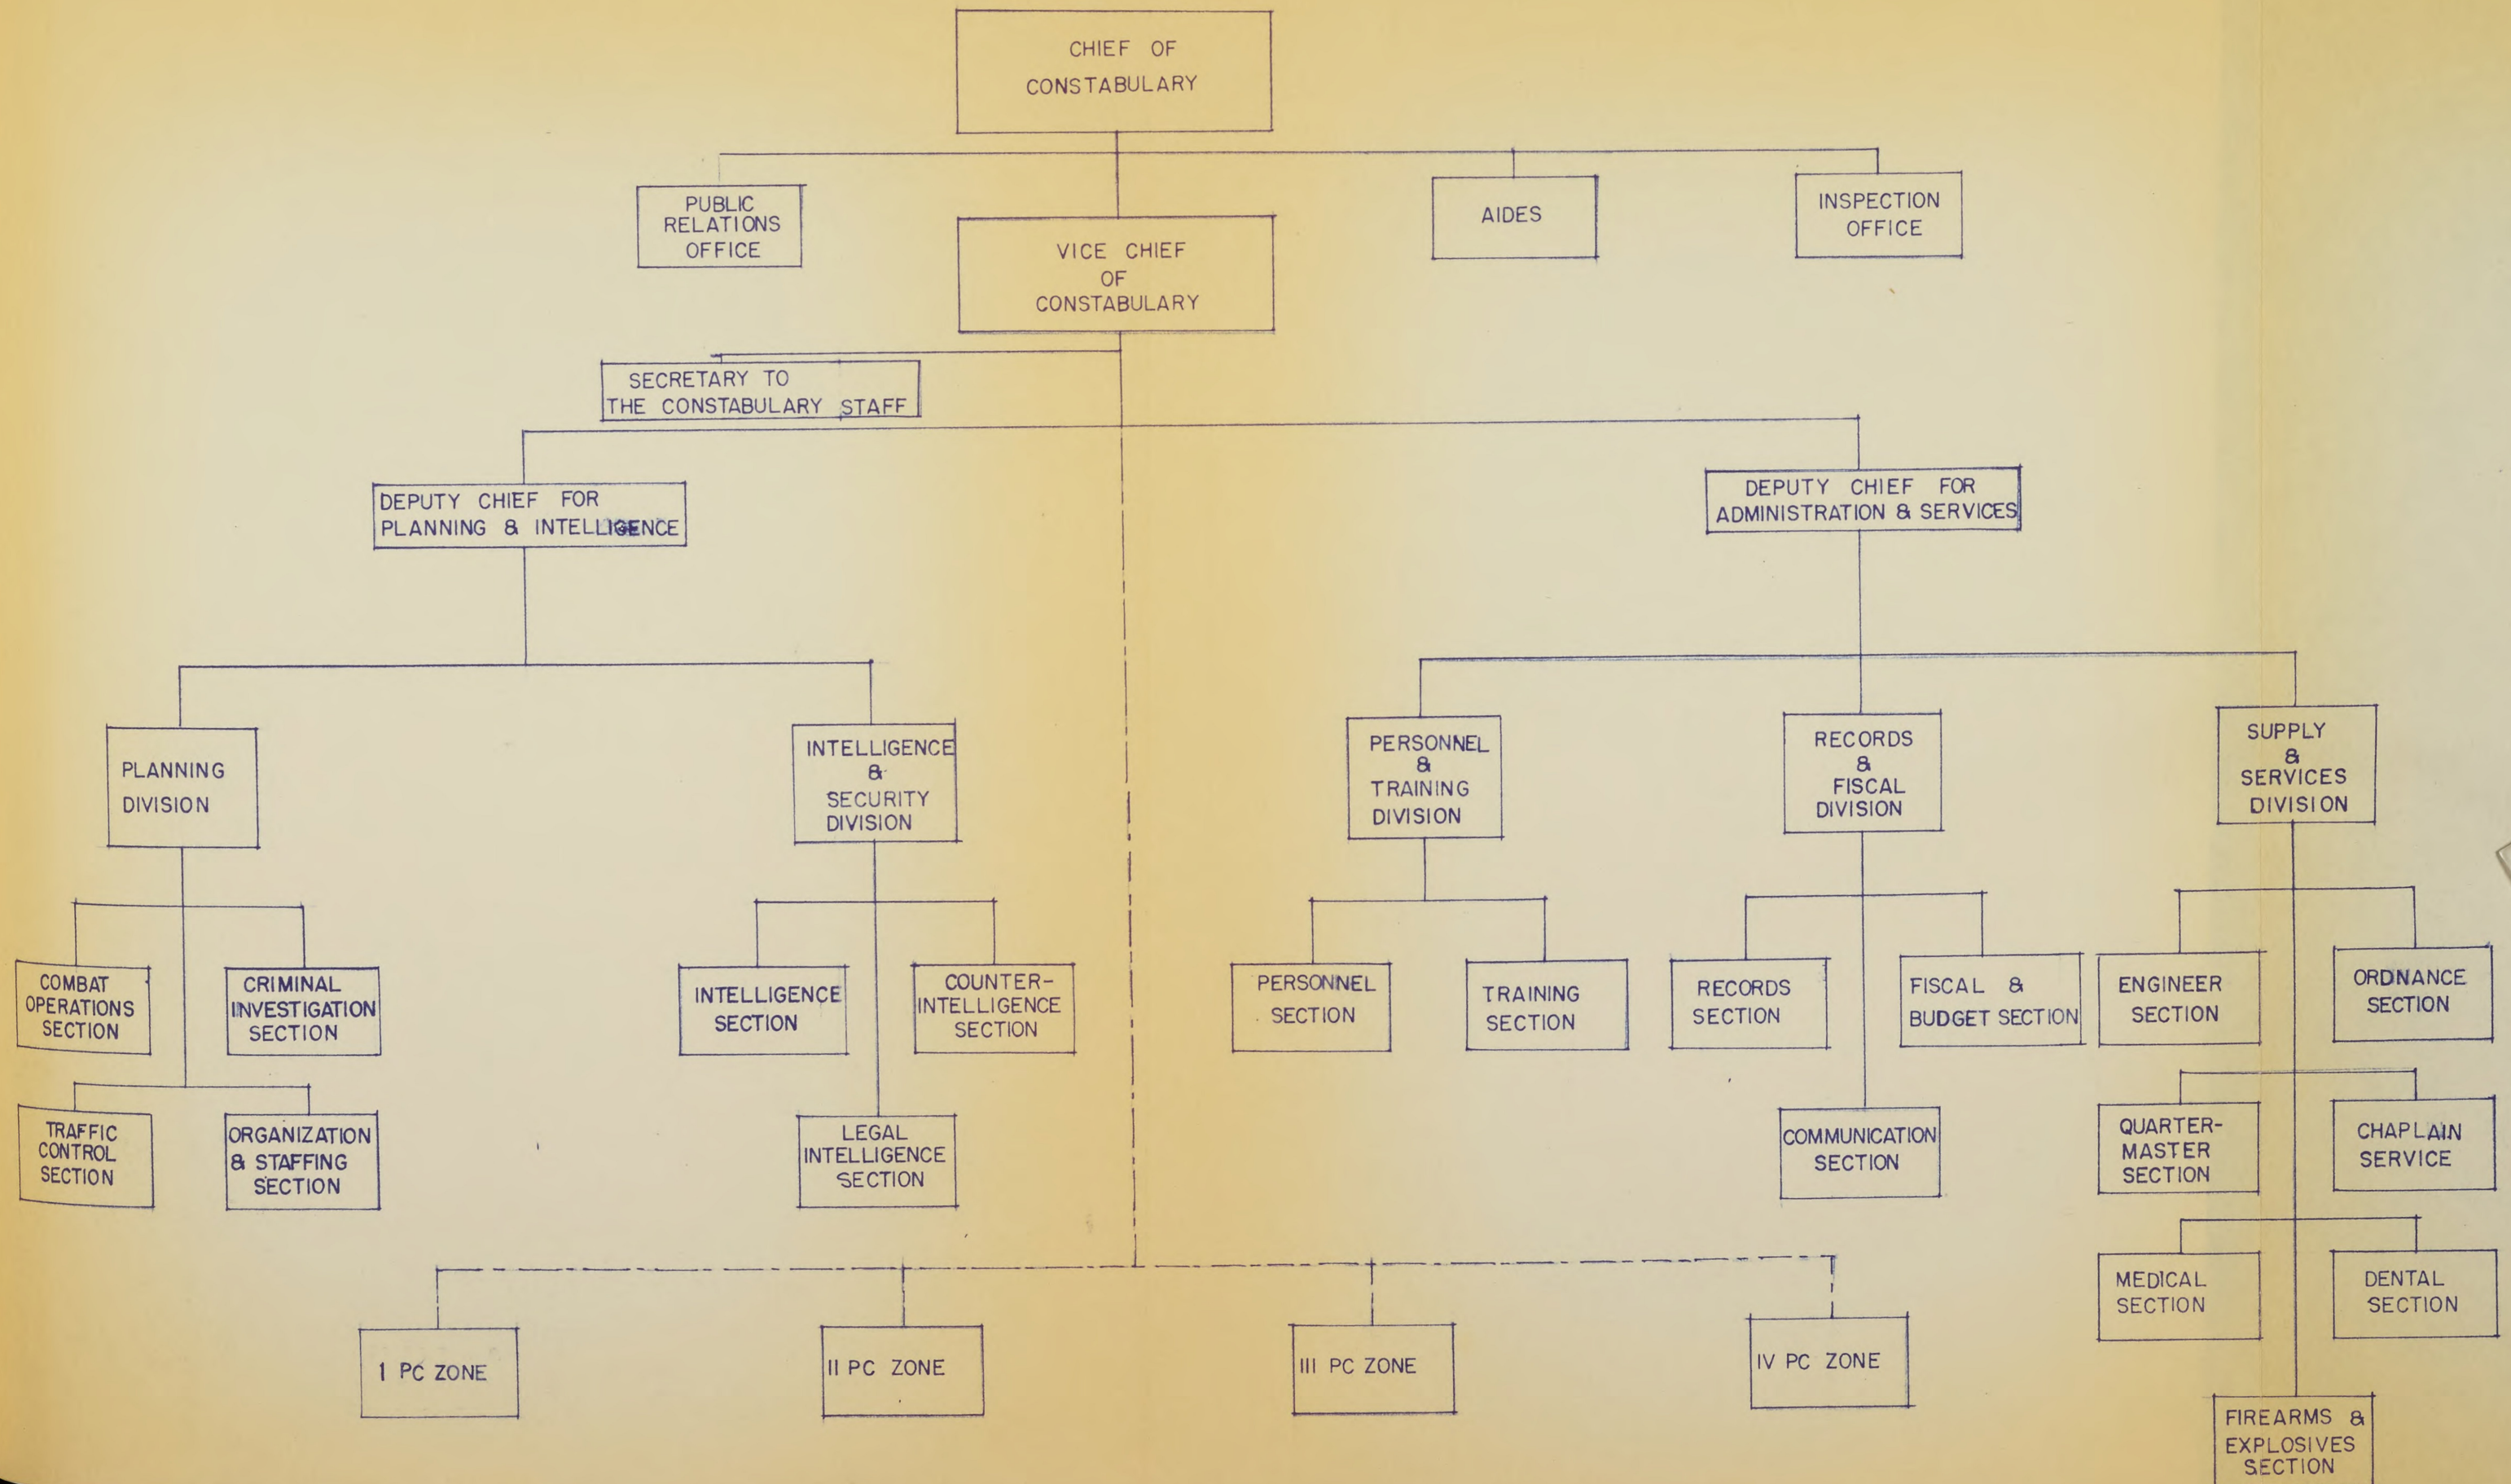 CHIEF OF
CONSTABULARY
PUBLIC
RELATIONS
OFFICE
AIDES
INSPECTION
OFFICE
VICE CHIEF
OF
CONSTABULARY
SECRETARY TO
THE CONSTABULARY STAFF
DEPUTY CHIEF FOR
PLANNING & INTELLIGENCE
DEPUTY CHIEF FOR
ADMINISTRATION & SERVICES
PLANNING
DIVISION
INTELLIGENCE
&
SECURITY
DIVISION
PERSONNEL
&
TRAINING
DIVISION
RECORDS
&
FISCAL
DIVISION
SUPPLY
&
SERVICES
DIVISION
COMBAT
OPERATIONS
SECTION
CRIMINAL
INVESTIGATION
SECTION
INTELLIGENCE
SECTION
COUNTER-
INTELLIGENCE
SECTION
PERSONNEL
SECTION
TRAINING
SECTION
RECORDS
SECTION
FISCAL &
BUDGET SECTION
ENGINEER
SECTION
ORDNANCE
SECTION
TRAFFIC
CONTROL
SECTION
ORGANIZATION
& STAFFING
SECTION
LEGAL
INTELLIGENCE
SECTION
COMMUNICATION
SECTION
QUARTER-
MASTER
SECTION
CHAPLAIN
SERVICE
MEDICAL
SECTION
DENTAL
SECTION
I PC ZONE
II PC ZONE
III PC ZONE
IV PC ZONE
FIREARMS &
EXPLOSIVES
SECTION